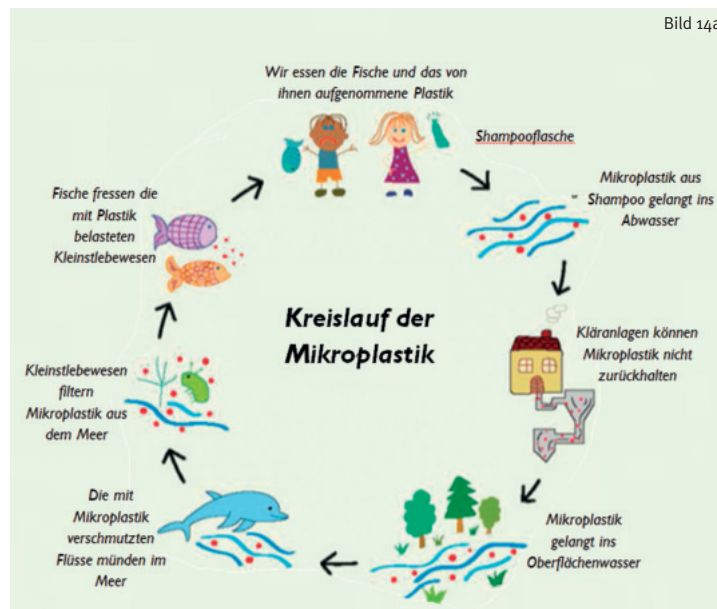 Bild 14a
Wir essen die Fische und das von
ihnen aufgenommene Plastik
Shampooflasche
Mikroplastik aus
Shampoo gelangt ins
Abwasser
Kläranlagen können
Mikroplastik nicht
zurückhalten
Mikroplastik
gelangt ins
Oberflächenwasser
Die mit
Mikroplastik
verschmutzten
Flüsse münden im
Meer
Kleinstlebewesen
filtern
Mikroplastik aus
dem Meer
Fische fressen die
mit Plastik
belasteten
Kleinstlebewesen
Kreislauf der
Mikroplastik